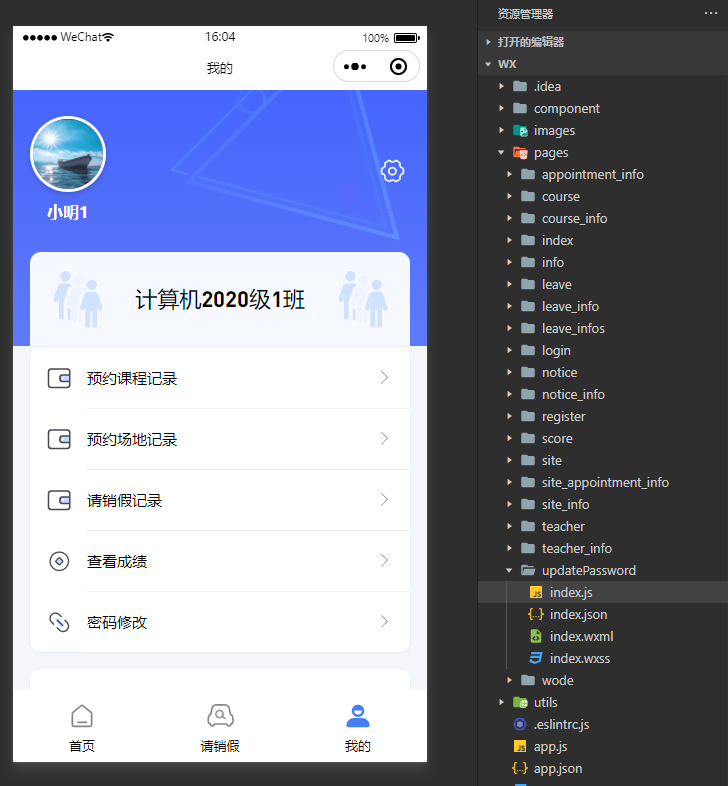 WeChat 16:04 100%
我的
小明1
计算机2020级1班
预约课程记录
预约场地记录
请销假记录
查看成绩
密码修改
首页 请销假 我的
资源管理器
打开的编辑器
WX
.idea
component
images
pages
appointment_info
course
course_info
index
info
leave
leave_info
leave_infos
login
notice
notice_info
register
score
site
site_appointment_info
site_info
teacher
teacher_info
updatePassword
index.js
index.json
index.wxml
index.wxss
wode
utils
.eslintrc.js
app.js
app.json